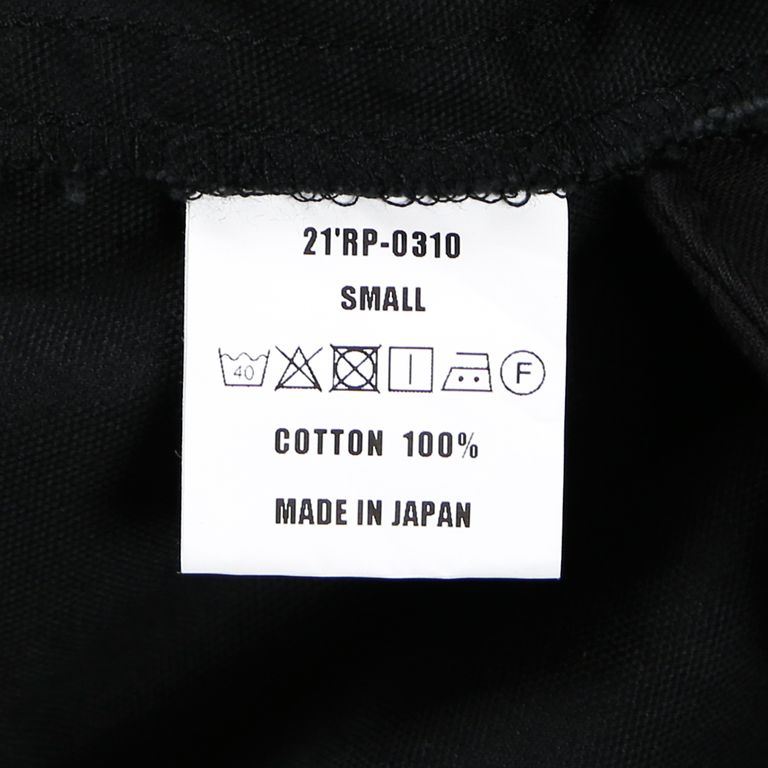 21'RP-0310
SMALL
40 F
COTTON 100%
MADE IN JAPAN